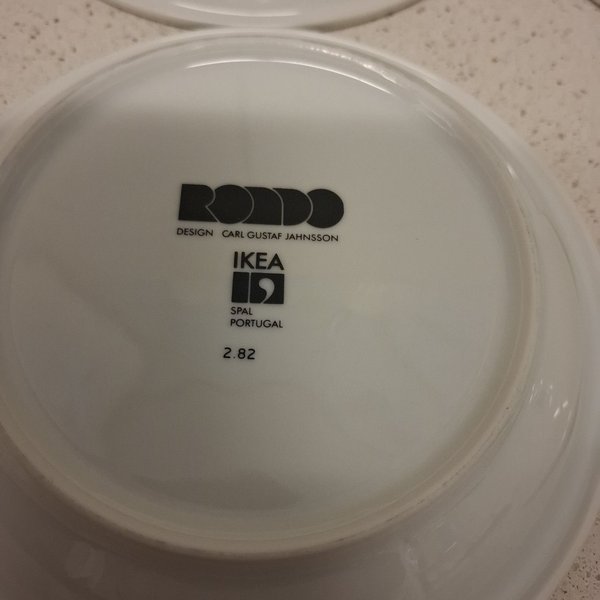 RONDO
DESIGN CARL GUSTAF JAHNSSON
IKEA
SPAL
PORTUGAL
2.82